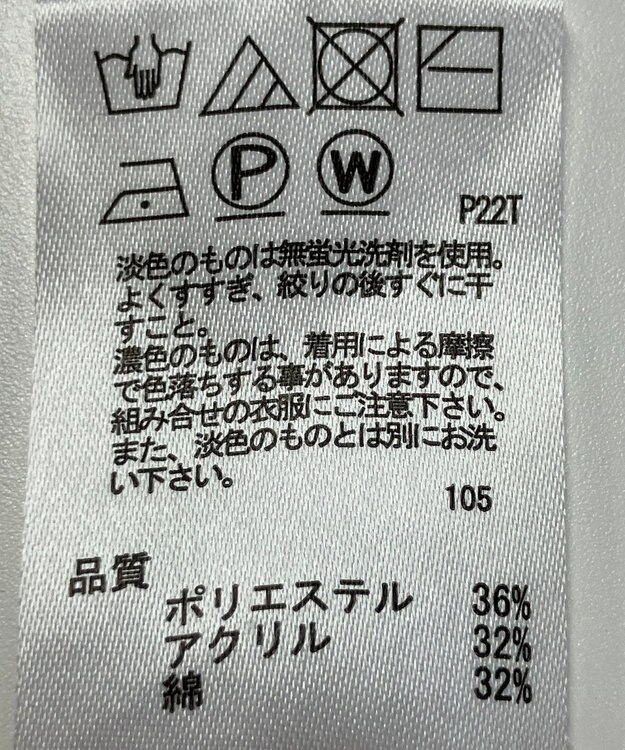 P W
P22T
淡色のものは無蛍光洗剤を使用。
よくすすぎ、絞りの後すぐに干
すこと。
濃色のものは、着用による摩擦
で色落ちする事がありますので、
組み合せの衣服にご注意下さい。
また、淡色のものとは別にお洗
い下さい。
105
品質
ポリエステル 36%
アクリル 32%
綿 32%